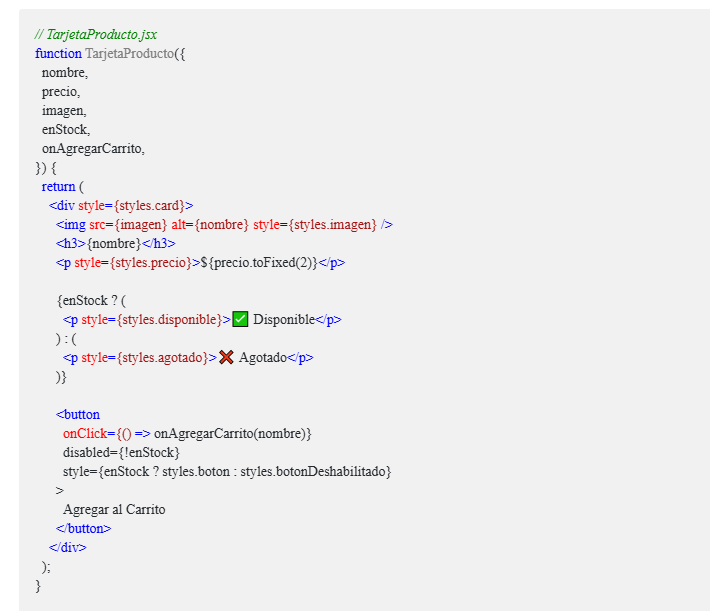 // TarjetaProducto.jsx
function TarjetaProducto({
  nombre,
  precio,
  imagen,
  enStock,
  onAgregarCarrito,
}) {
  return (
    <div style={styles.card}>
      <img src={imagen} alt={nombre} style={styles.imagen} />
      <h3>{nombre}</h3>
      <p style={styles.precio}>${precio.toFixed(2)}</p>

      {enStock ? (
        <p style={styles.disponible}>✅ Disponible</p>
      ) : (
        <p style={styles.agotado}>❌ Agotado</p>
      )}

      <button
        onClick={() => onAgregarCarrito(nombre)}
        disabled={!enStock}
        style={enStock ? styles.boton : styles.botonDeshabilitado}
      >
        Agregar al Carrito
      </button>
    </div>
  );
}